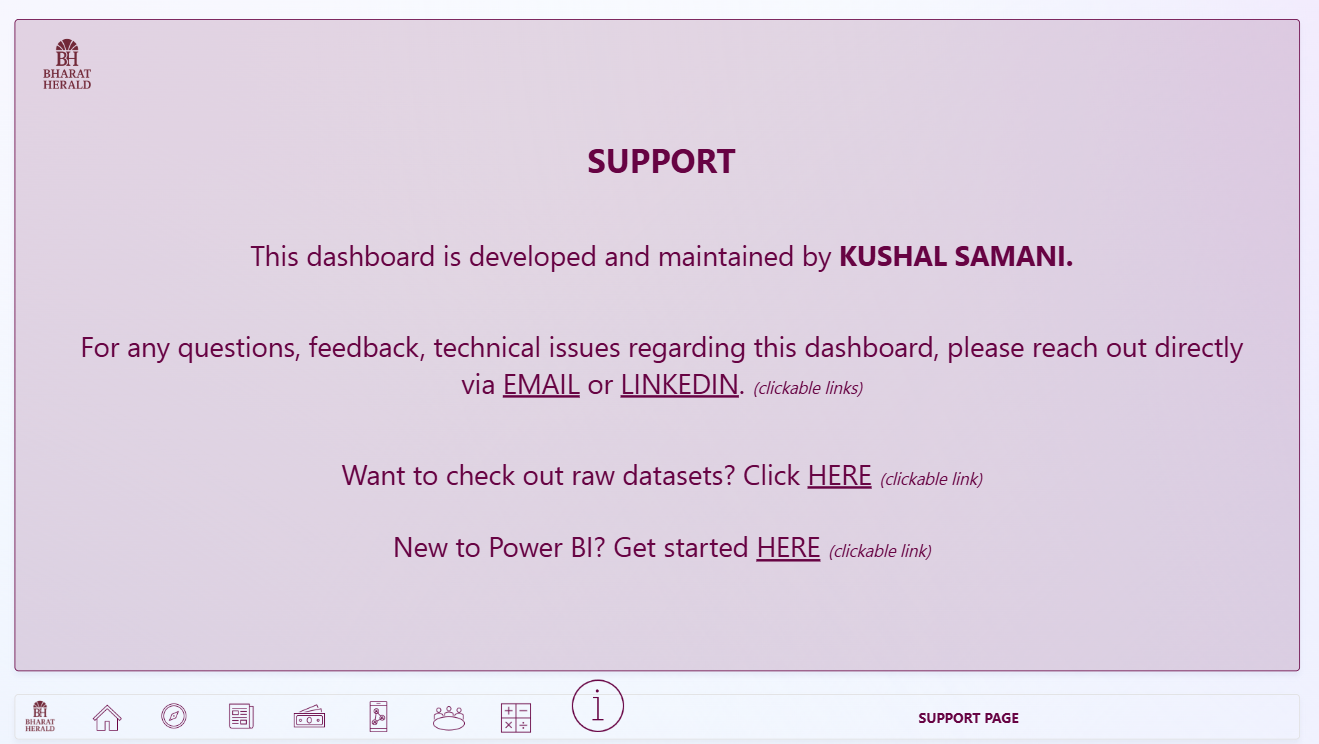 BH
BHARAT
HERALD
SUPPORT
This dashboard is developed and maintained by KUSHAL SAMANI.
For any questions, feedback, technical issues regarding this dashboard, please reach out directly
via EMAIL or LINKEDIN. (clickable links)
Want to check out raw datasets? Click HERE (clickable link)
New to Power BI? Get started HERE (clickable link)
BH
BHARAT
HERALD
SUPPORT PAGE